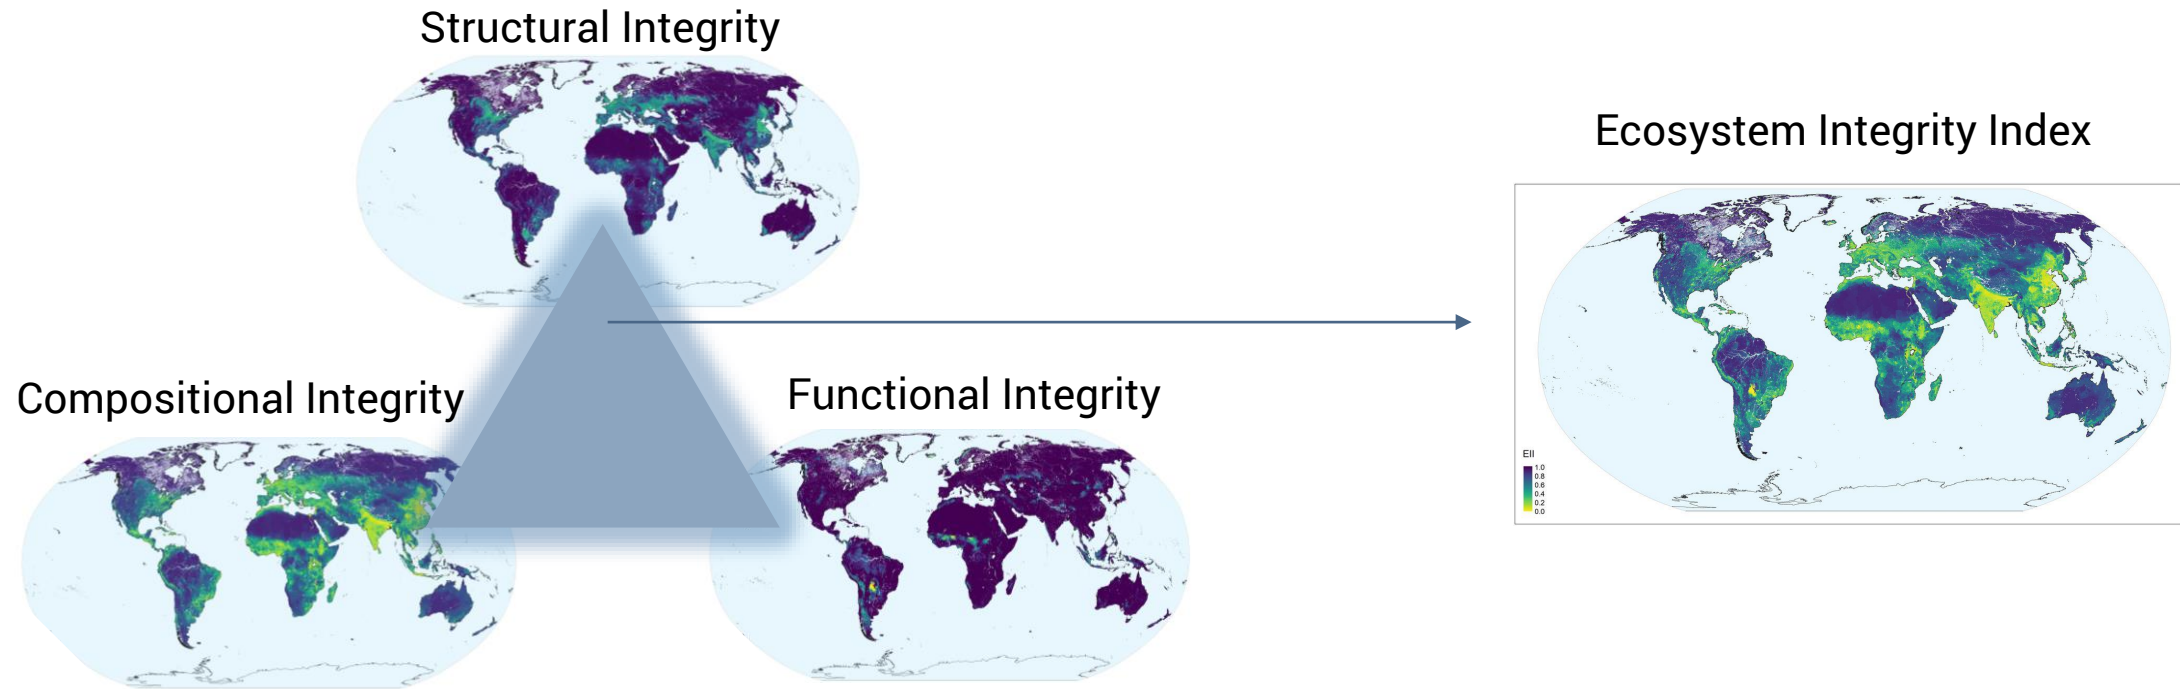 Structural Integrity
Ecosystem Integrity Index
Compositional Integrity
Functional Integrity
EII
1.0
0.8
0.6
0.4
0.2
0.0